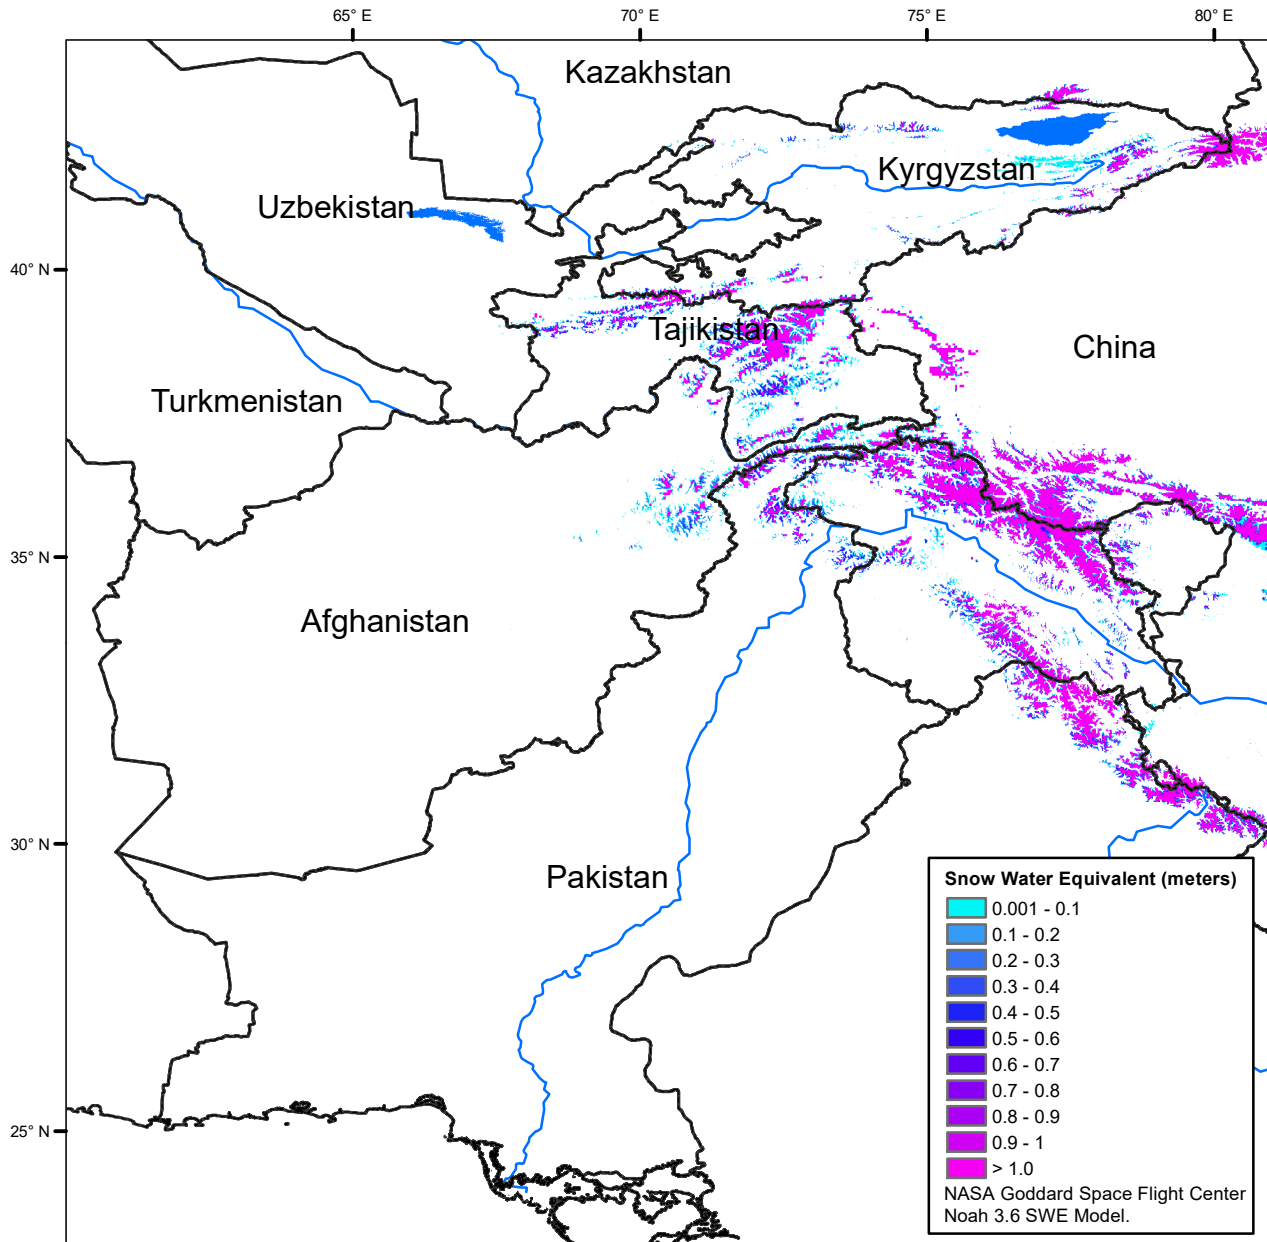 65° E 70° E 75° E 80° E
Kazakhstan
Kyrgyzstan
Uzbekistan
40° N
Tajikistan
China
Turkmenistan
35° N
Afghanistan
30° N
Pakistan
25° N
Snow Water Equivalent (meters)
0.001 - 0.1
0.1 - 0.2
0.2 - 0.3
0.3 - 0.4
0.4 - 0.5
0.5 - 0.6
0.6 - 0.7
0.7 - 0.8
0.8 - 0.9
0.9 - 1
> 1.0
NASA Goddard Space Flight Center
Noah 3.6 SWE Model.